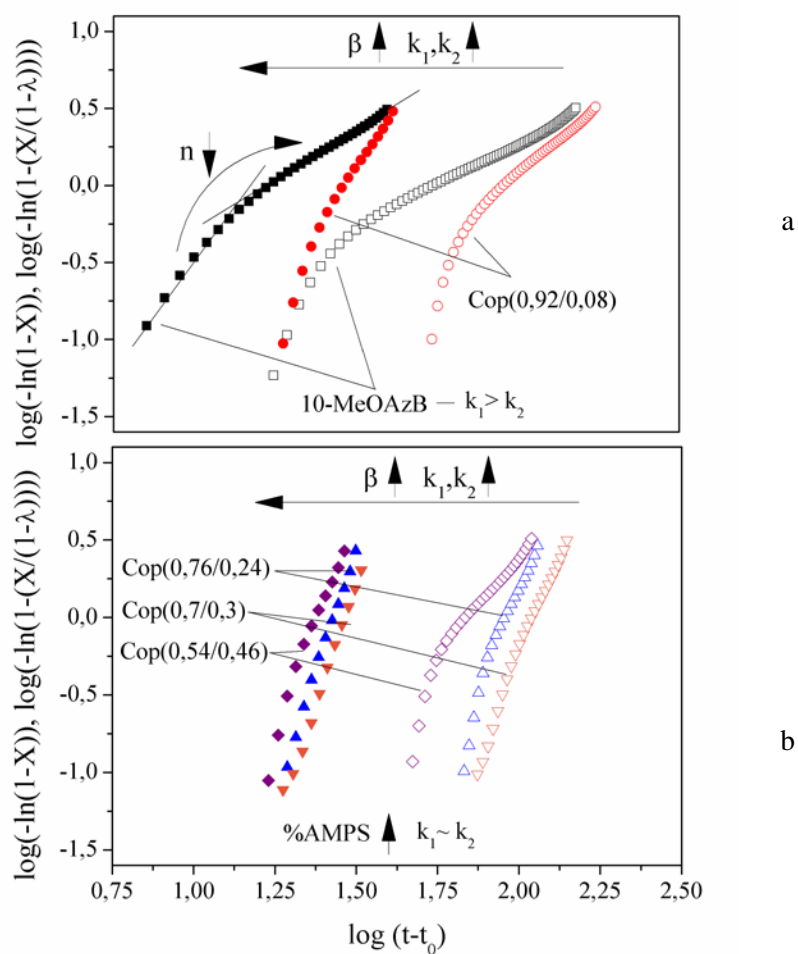 log(-ln(1-X)), log(-ln(1-(X/(1-λ))))
1,0
0,5
0,0
-0,5
-1,0
-1,5
β k₁,k₂
n
Cop(0,92/0,08)
10-MeOAzB — k₁> k₂
a
log(-ln(1-X)), log(-ln(1-(X/(1-λ))))
1,0
0,5
0,0
-0,5
-1,0
-1,5
β k₁,k₂
Cop(0,76/0,24)
Cop(0,7/0,3)
Cop(0,54/0,46)
%AMPS k₁~ k₂
b
0,75 1,00 1,25 1,50 1,75 2,00 2,25 2,50
log (t-t₀)